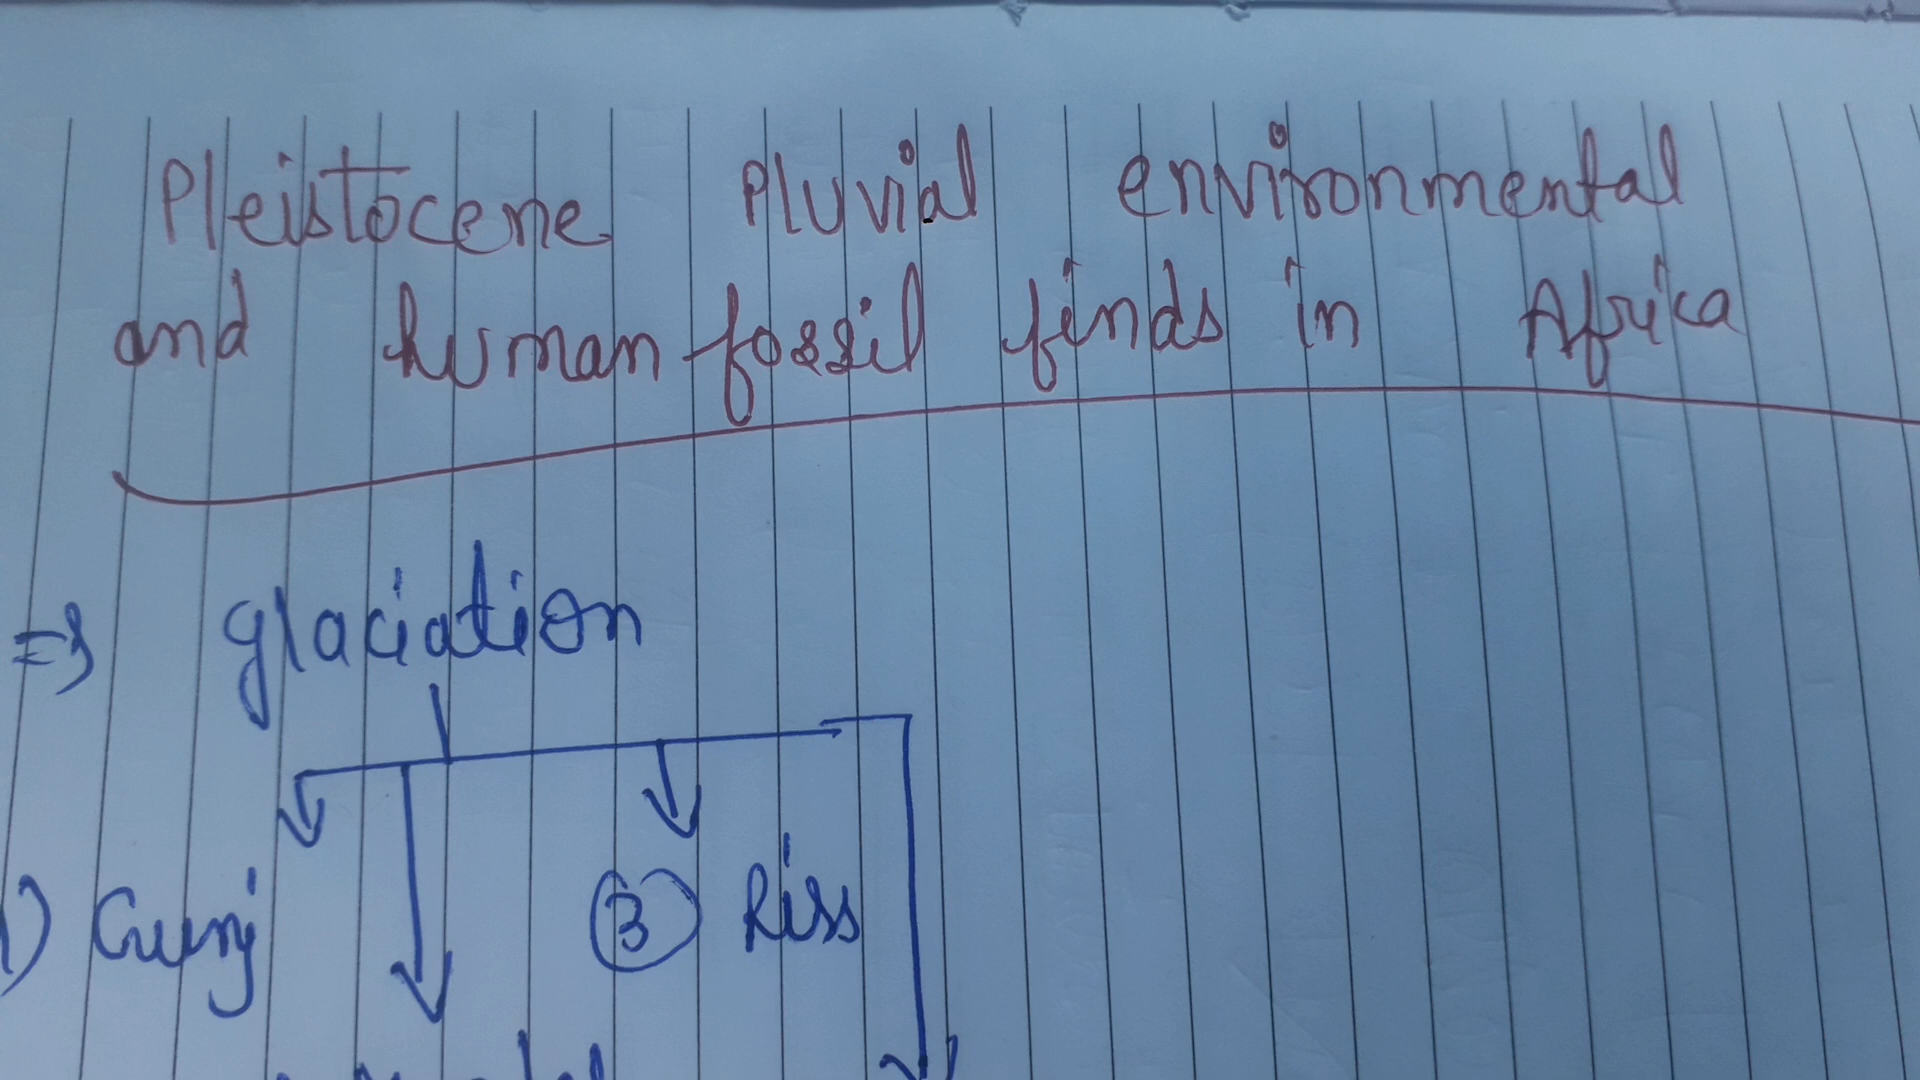 Pleistocene Pluvial environmental
and human fossil finds in Africa
=> glaciation
1) Gunj
③ Riss